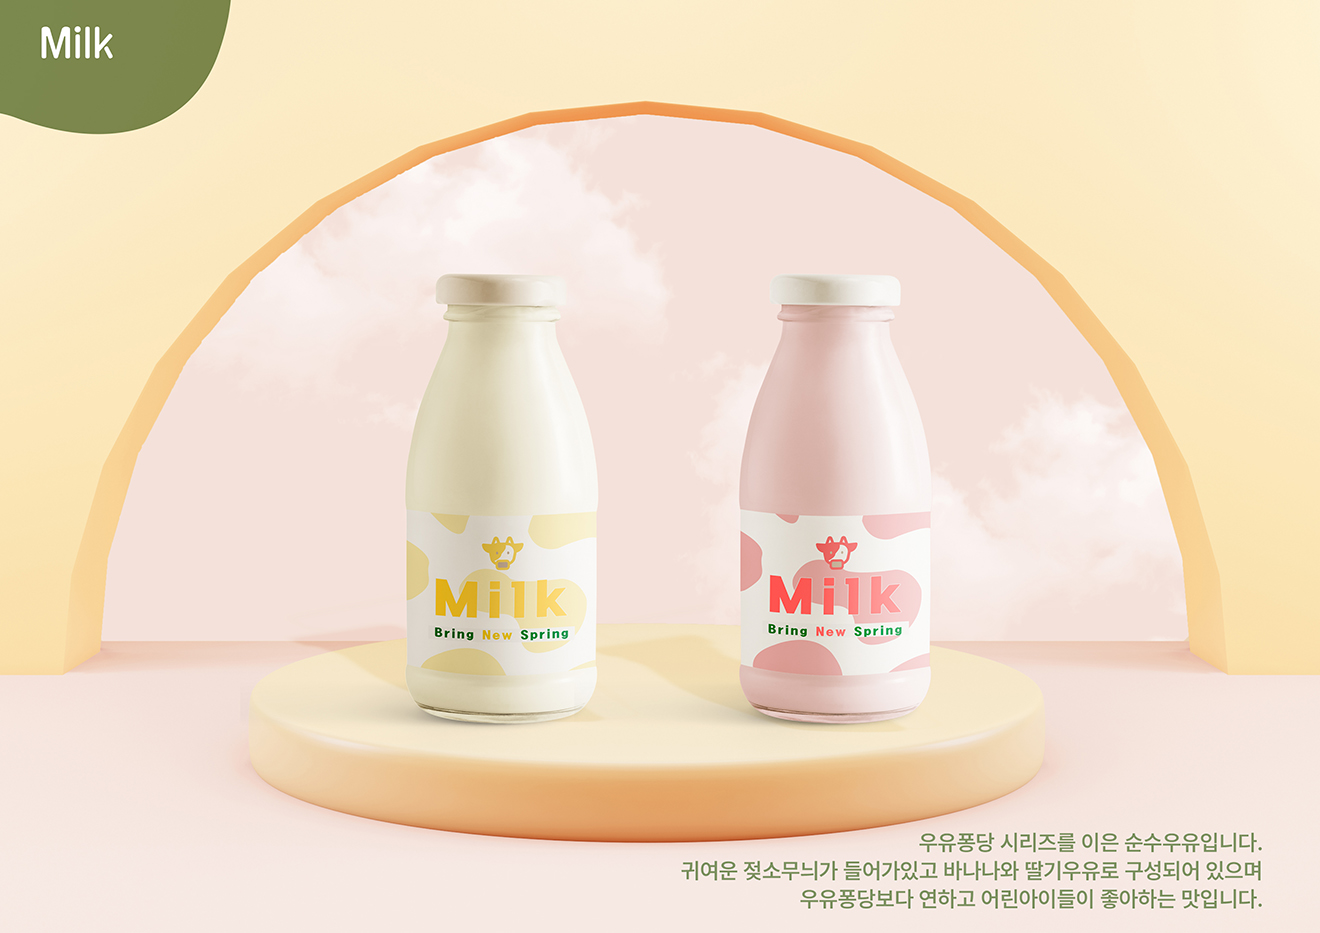 Milk
Milk
Bring New Spring
Milk
Bring New Spring
우유퐁당 시리즈를 이은 순수우유입니다.
귀여운 젖소무늬가 들어가있고 바나나와 딸기우유로 구성되어 있으며
우유퐁당보다 연하고 어린아이들이 좋아하는 맛입니다.